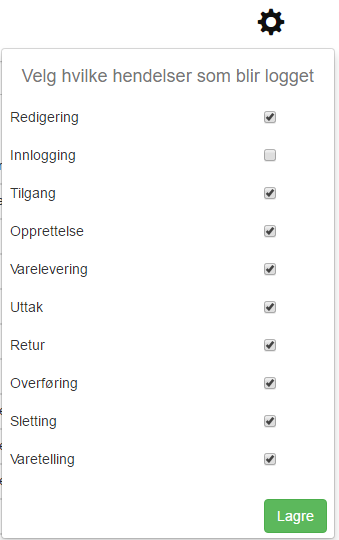 Velg hvilke hendelser som blir logget
Redigering
Innlogging
Tilgang
Opprettelse
Varelevering
Uttak
Retur
Overføring
Sletting
Varetelling
Lagre